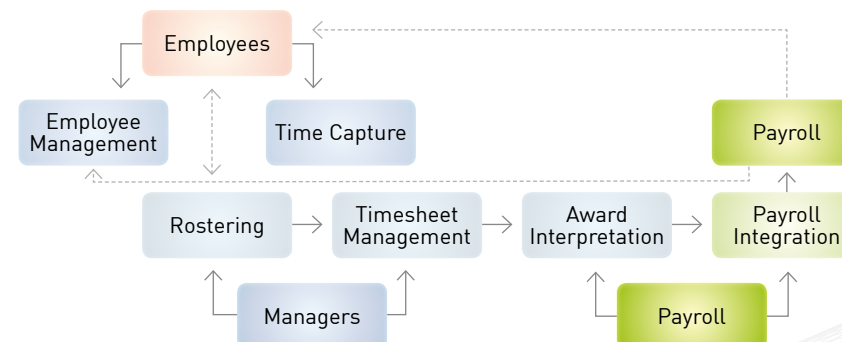 Employees
Employee
Management
Time Capture
Payroll
Rostering
Timesheet
Management
Award
Interpretation
Payroll
Integration
Managers
Payroll